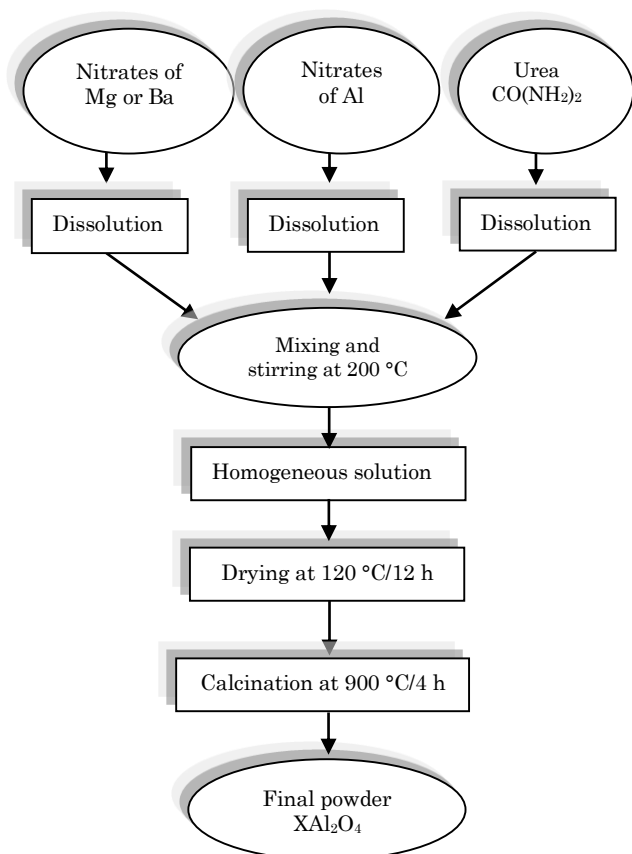 Nitrates of
Mg or Ba
Nitrates
of Al
Urea
CO(NH₂)₂
Dissolution
Dissolution
Dissolution
Mixing and
stirring at 200 °C
Homogeneous solution
Drying at 120 °C/12 h
Calcination at 900 °C/4 h
Final powder
XAl₂O₄